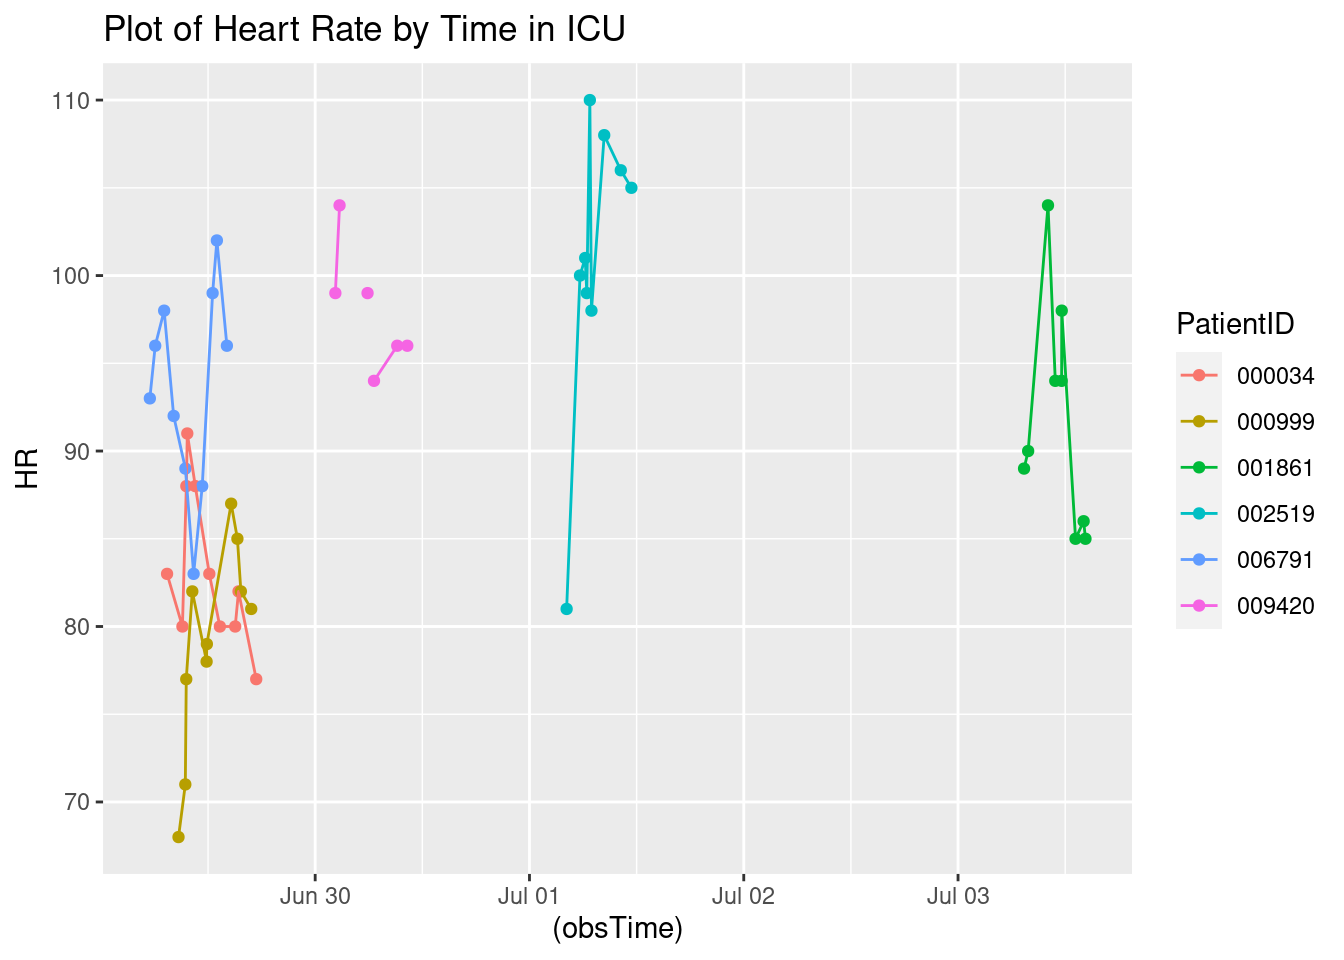 Plot of Heart Rate by Time in ICU
110
100
90
80
70
HR
Jun 30
Jul 01
Jul 02
Jul 03
(obsTime)
PatientID
000034
000999
001861
002519
006791
009420